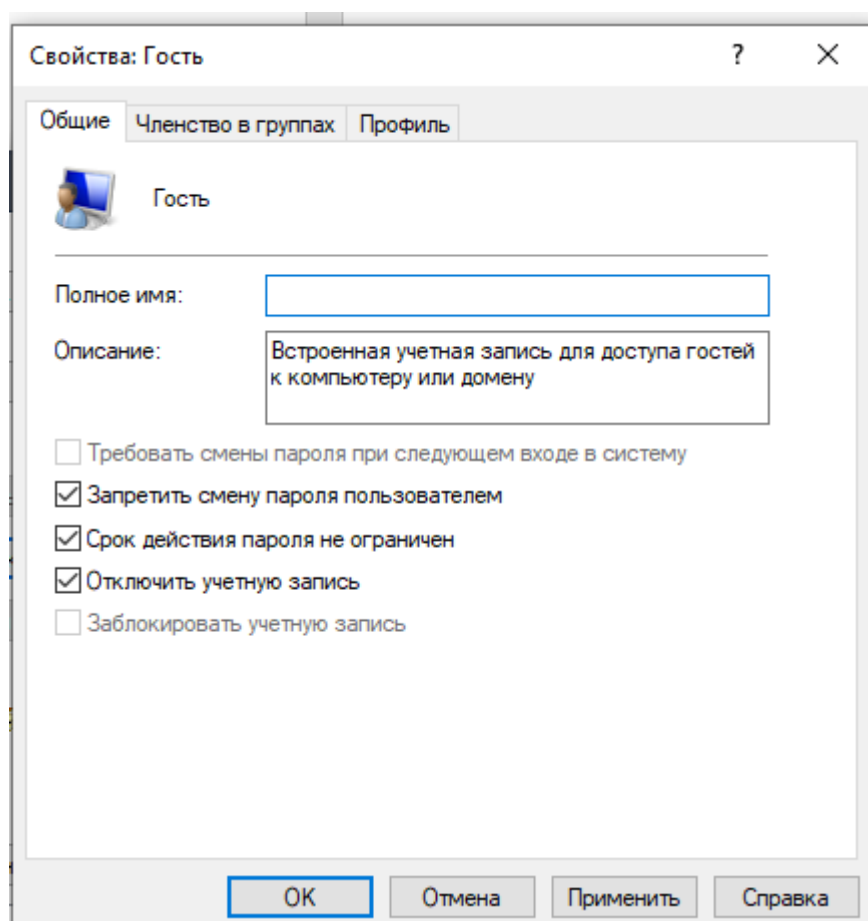 Свойства: Гость
?
Общие Членство в группах Профиль
Гость
Полное имя:
Описание: Встроенная учетная запись для доступа гостей
к компьютеру или домену
Требовать смены пароля при следующем входе в систему
Запретить смену пароля пользователем
Срок действия пароля не ограничен
Отключить учетную запись
Заблокировать учетную запись
ОК Отмена Применить Справка